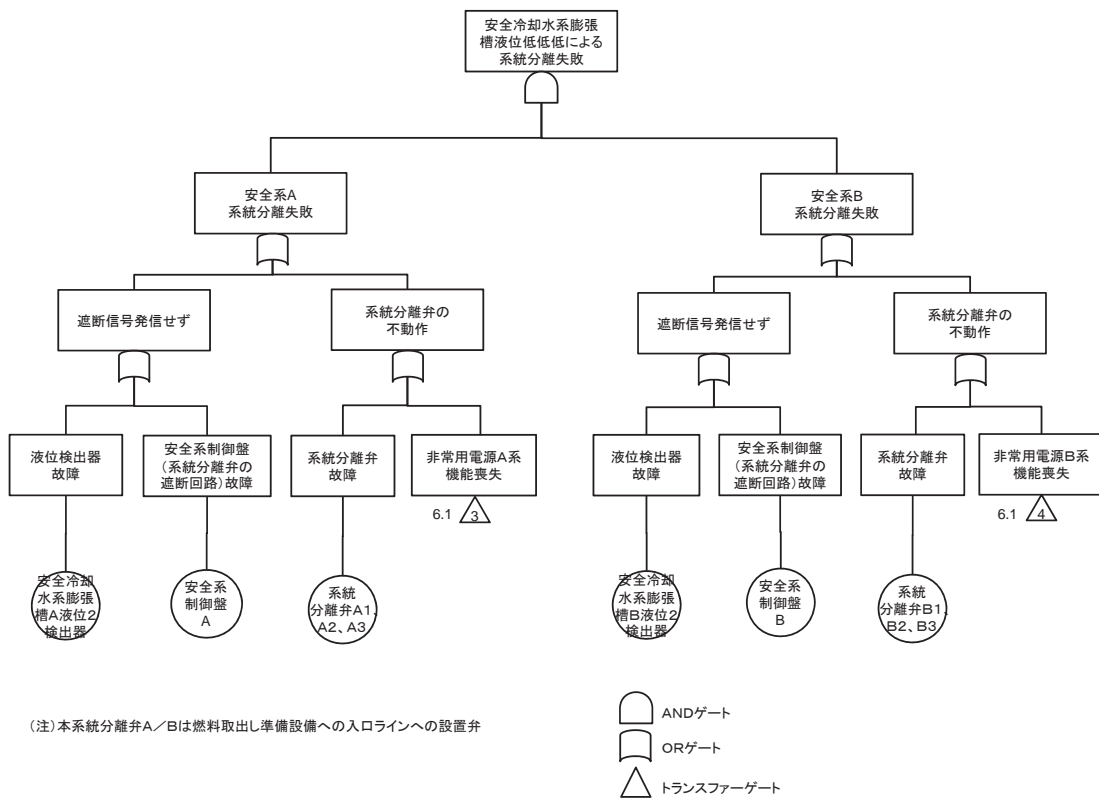 安全冷却水系膨張
槽液位低低低による
系統分離失敗
安全系A
系統分離失敗
安全系B
系統分離失敗
遮断信号発信せず
系統分離弁の
不動作
遮断信号発信せず
系統分離弁の
不動作
液位検出器
故障
安全系制御盤
(系統分離弁の
遮断回路)故障
系統分離弁
故障
非常用電源A系
機能喪失
液位検出器
故障
安全系制御盤
(系統分離弁の
遮断回路)故障
系統分離弁
故障
非常用電源B系
機能喪失
6.1 3
6.1 4
安全冷却
水系膨張
槽A液位2
検出器
安全系
制御盤
A
系統
分離弁A1、
A2、A3
安全冷却
水系膨張
槽B液位2
検出器
安全系
制御盤
B
系統
分離弁B1、
B2、B3
(注)本系統分離弁A/Bは燃料取出し準備設備への入口ラインへの設置弁
ANDゲート
ORゲート
トランスファーゲート